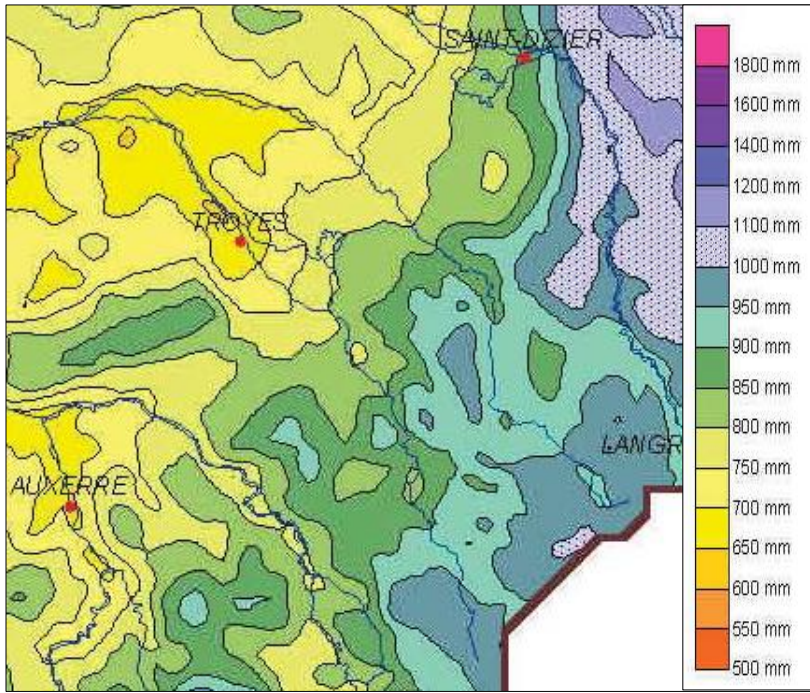 SAINT-DIZIER
TROYES
LANGR
AUXERRE
1800 mm
1600 mm
1400 mm
1200 mm
1100 mm
1000 mm
950 mm
900 mm
850 mm
800 mm
750 mm
700 mm
650 mm
600 mm
550 mm
500 mm